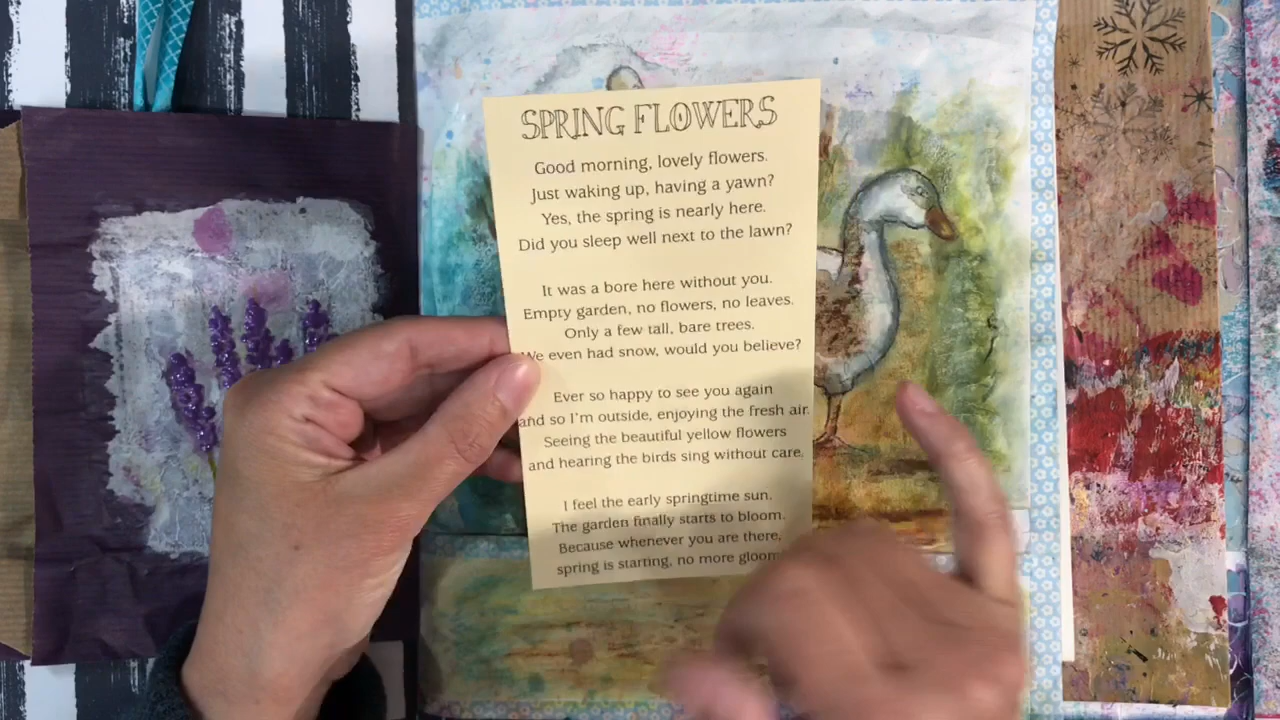 SPRING FLOWERS
Good morning, lovely flowers.
Just waking up, having a yawn?
Yes, the spring is nearly here.
Did you sleep well next to the lawn?
It was a bore here without you.
Empty garden, no flowers, no leaves.
Only a few tall, bare trees.
We even had snow, would you believe?
Ever so happy to see you again
and so I'm outside, enjoying the fresh air.
Seeing the beautiful yellow flowers
and hearing the birds sing without care.
I feel the early springtime sun.
The garden finally starts to bloom.
Because whenever you are there,
spring is starting, no more gloom